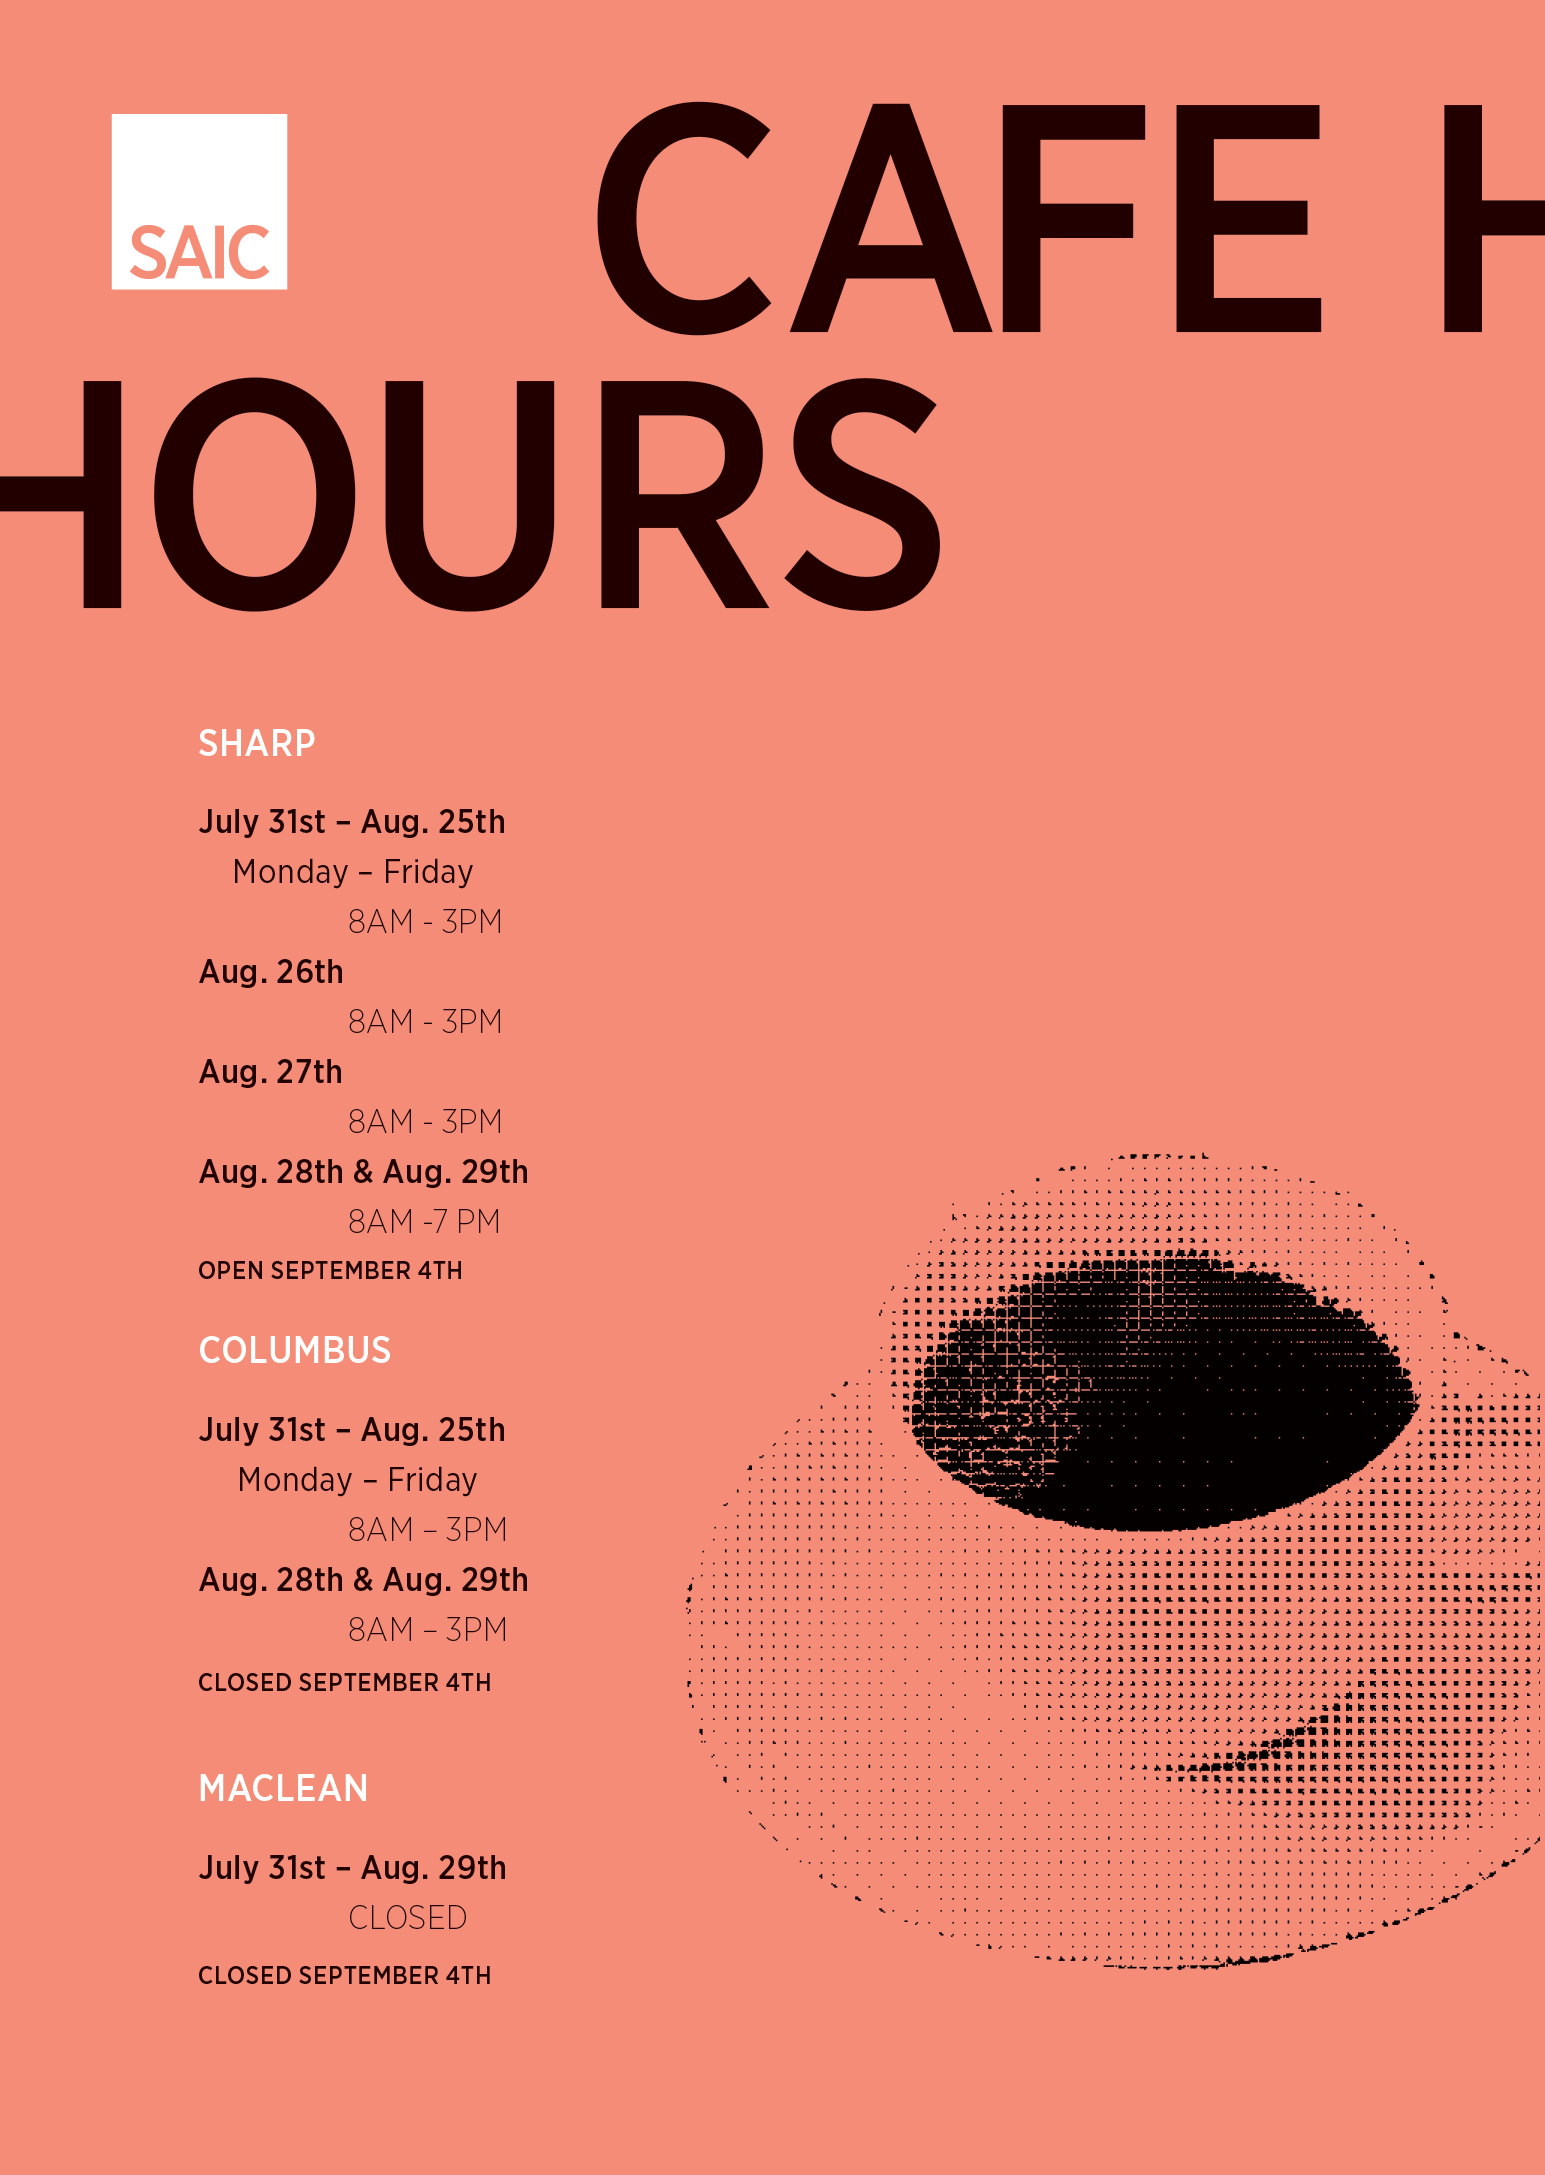 SAIC
CAFE H
HOURS
SHARP
July 31st – Aug. 25th
Monday – Friday
8AM - 3PM
Aug. 26th
8AM - 3PM
Aug. 27th
8AM - 3PM
Aug. 28th & Aug. 29th
8AM -7 PM
OPEN SEPTEMBER 4TH
COLUMBUS
July 31st – Aug. 25th
Monday – Friday
8AM – 3PM
Aug. 28th & Aug. 29th
8AM – 3PM
CLOSED SEPTEMBER 4TH
MACLEAN
July 31st – Aug. 29th
CLOSED
CLOSED SEPTEMBER 4TH